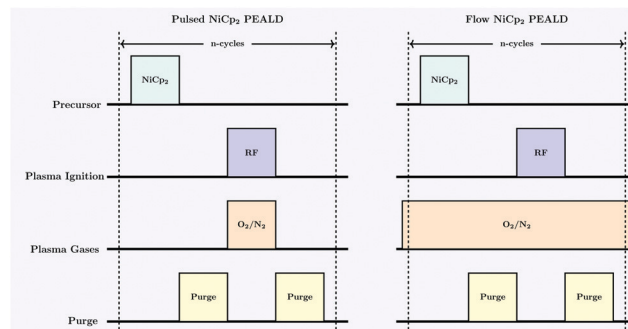 Pulsed NiCp₂ PEALD
Flow NiCp₂ PEALD
n-cycles
n-cycles
NiCp₂
NiCp₂
Precursor
RF
RF
Plasma Ignition
O₂/N₂
O₂/N₂
Plasma Gases
Purge
Purge
Purge
Purge
Purge